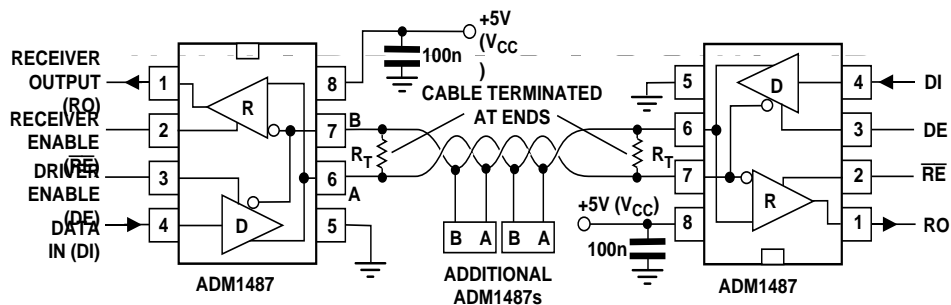 RECEIVER
OUTPUT
(RO)
RECEIVER
ENABLE (RE)
DRIVER
ENABLE
(DE)
DATA
IN (DI)
1
2
3
4
8
7
6
5
R
D
B
A
ADM1487
+5V
(VCC
)
100n
CABLE TERMINATED
AT ENDS
RT
RT
B A
B A
ADDITIONAL
ADM1487s
+5V (VCC)
100n
5
6
7
8
D
R
4
3
2
1
DI
DE
RE
RO
ADM1487